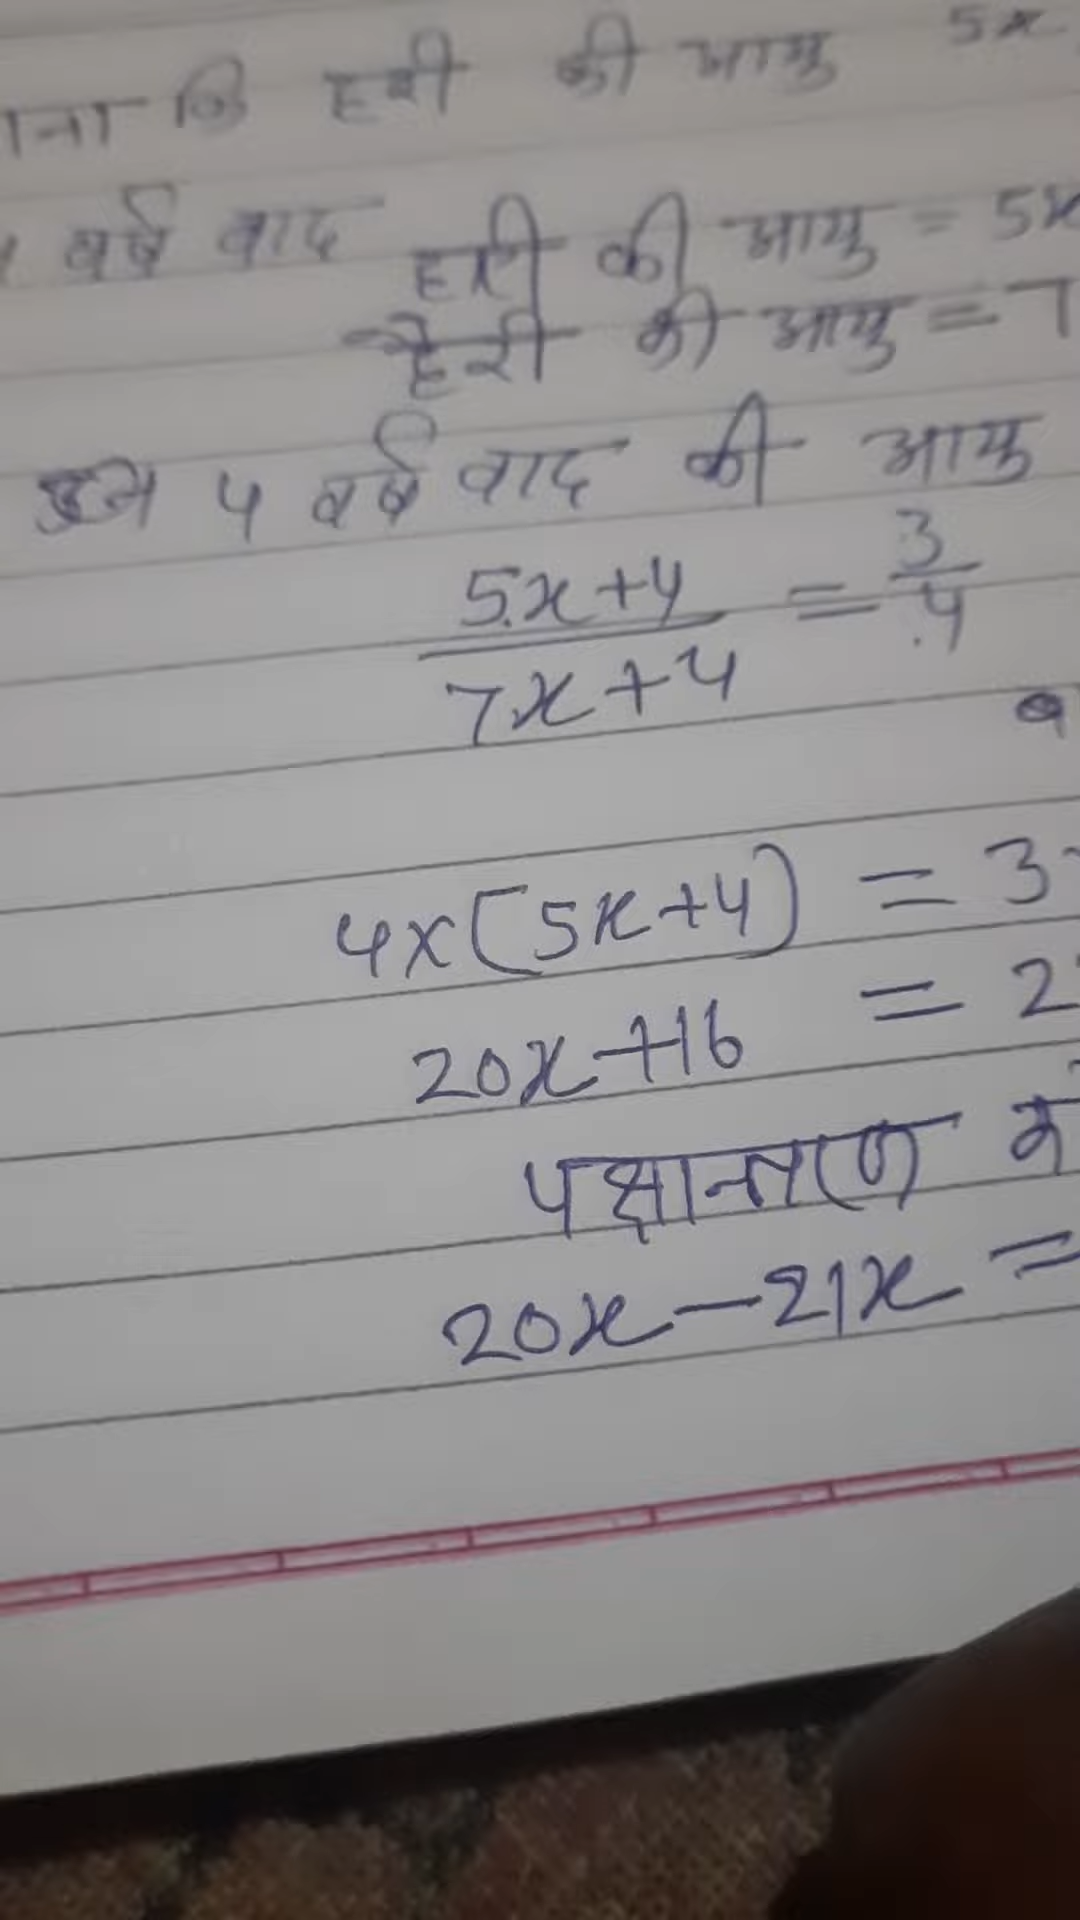 ना कि हरी की आयु 5x
वर्ष बाद हरी की आयु = 5x
हैरी की आयु = 7
4 वर्ष बाद की आयु
5x+4/7x+4 = 3/4
4×(5x+4) = 3
20x+16 = 2
पक्षान्तरण
20x-21x =